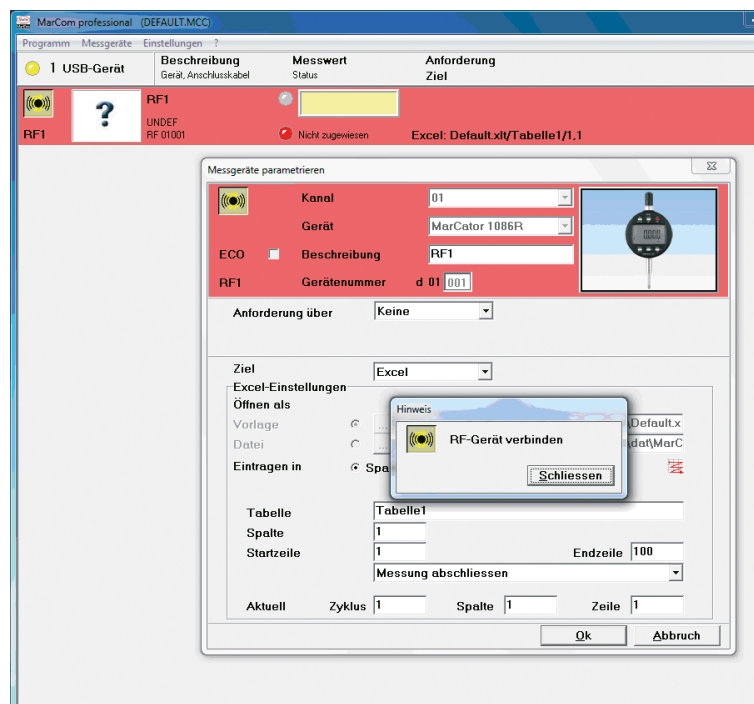 MarCom professional (DEFAULT.MCC)
Programm Messgeräte Einstellungen ?
1 USB-Gerät
Beschreibung
Gerät, Anschlusskabel
Messwert
Status
Anforderung
Ziel
RF1
?
RF1
UNDEF
RF 01001
Nicht zugewiesen
Excel: Default.xlt/Tabelle1/1,1
Messgeräte parametrieren
Kanal 01
Gerät MarCator 1086R
ECO Beschreibung RF1
RF1 Gerätenummer d 01 001
Anforderung über Keine
Ziel Excel
Excel-Einstellungen
Öffnen als
Vorlage ... \Default.x
Datei ... \dat\MarC
Eintragen in Spa
Hinweis
RF-Gerät verbinden
Schliessen
Tabelle Tabelle1
Spalte 1
Startzeile 1 Endzeile 100
Messung abschliessen
Aktuell Zyklus 1 Spalte 1 Zeile 1
Ok Abbruch